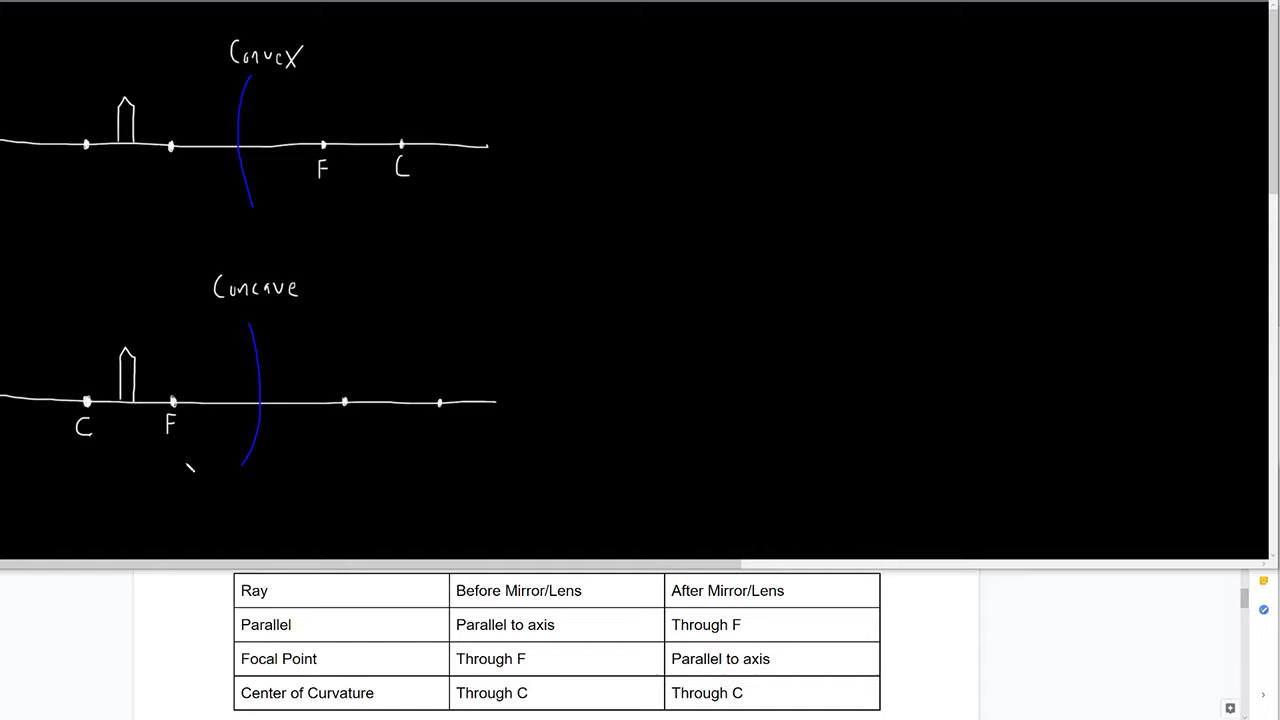 Convex
F C
Concave
C F
Ray Before Mirror/Lens After Mirror/Lens
Parallel Parallel to axis Through F
Focal Point Through F Parallel to axis
Center of Curvature Through C Through C